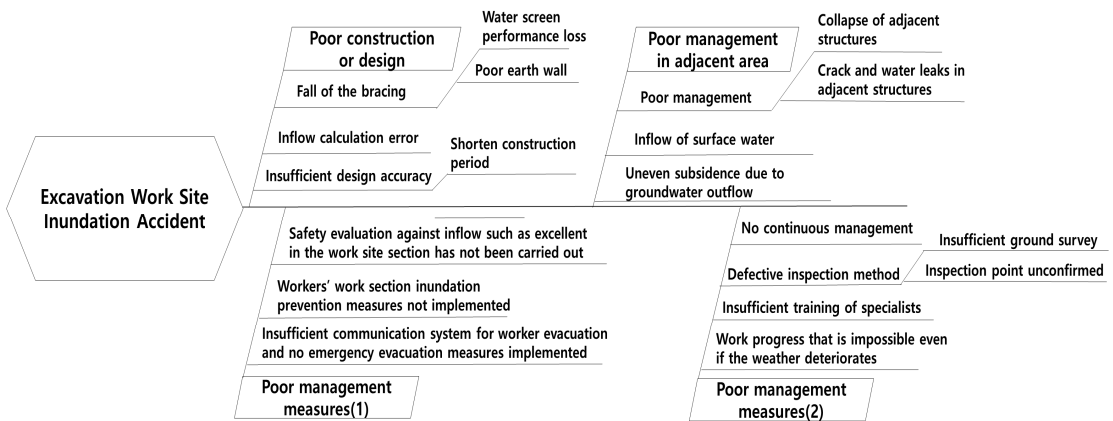 Excavation Work Site
Inundation Accident
Poor construction
or design
Water screen
performance loss
Poor earth wall
Fall of the bracing
Inflow calculation error
Shorten construction
period
Insufficient design accuracy
Poor management
in adjacent area
Collapse of adjacent
structures
Crack and water leaks in
adjacent structures
Poor management
Inflow of surface water
Uneven subsidence due to
groundwater outflow
Safety evaluation against inflow such as excellent
in the work site section has not been carried out
Workers' work section inundation
prevention measures not implemented
Insufficient communication system for worker evacuation
and no emergency evacuation measures implemented
Poor management
measures(1)
No continuous management
Insufficient ground survey
Defective inspection method
Inspection point unconfirmed
Insufficient training of specialists
Work progress that is impossible even
if the weather deteriorates
Poor management
measures(2)